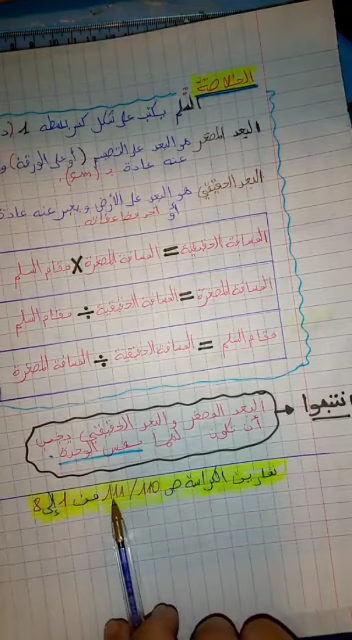 الخلاصة
السلم يكتب على شكل كسر بسطه 1
البعد المصغر هو البعد على التصميم (أو على الورقة) و
عنه عادة بـ (cm).
البعد الحقيقي هو البعد على الأرض و يعبر عنه عادة
أو أحد مضاعفاته
المسافة الحقيقية = المسافة المصغرة X مقام السلم
المسافة المصغرة = المسافة الحقيقية ÷ مقام السلم
مقام السلم = المسافة الحقيقية ÷ المسافة المصغرة
انتبهوا
البعد المصغر و البعد الحقيقي يجب
أن تكون لهما نفس الوحدة.
تمارين الكراسة ص 110/111 من 1 إلى 8